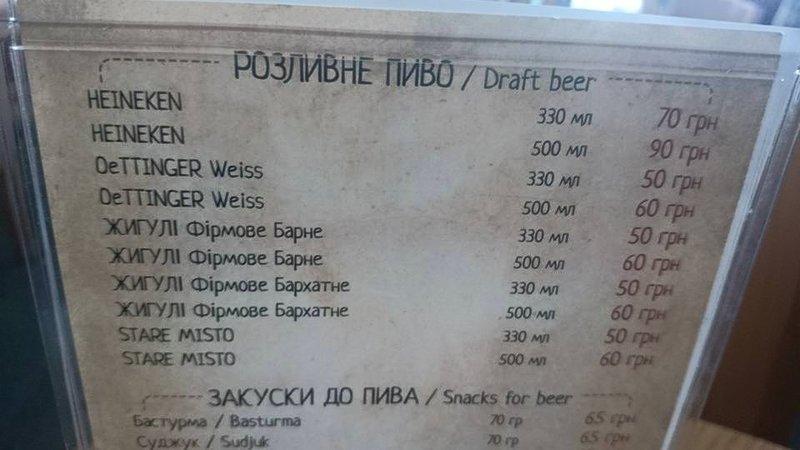 РОЗЛИВНЕ ПИВО / Draft beer
HEINEKEN 330 мл 70 грн
HEINEKEN 500 мл 90 грн
OeTTINGER Weiss 330 мл 50 грн
OeTTINGER Weiss 500 мл 60 грн
ЖИГУЛІ Фірмове Барне 330 мл 50 грн
ЖИГУЛІ Фірмове Барне 500 мл 60 грн
ЖИГУЛІ Фірмове Бархатне 330 мл 50 грн
ЖИГУЛІ Фірмове Бархатне 500 мл 60 грн
STARE MISTO 330 мл 50 грн
STARE MISTO 500 мл 60 грн
ЗАКУСКИ ДО ПИВА / Snacks for beer
Бастурма / Basturma 70 гр 65 грн
Суджук / Sudjuk 70 гр 65 грн